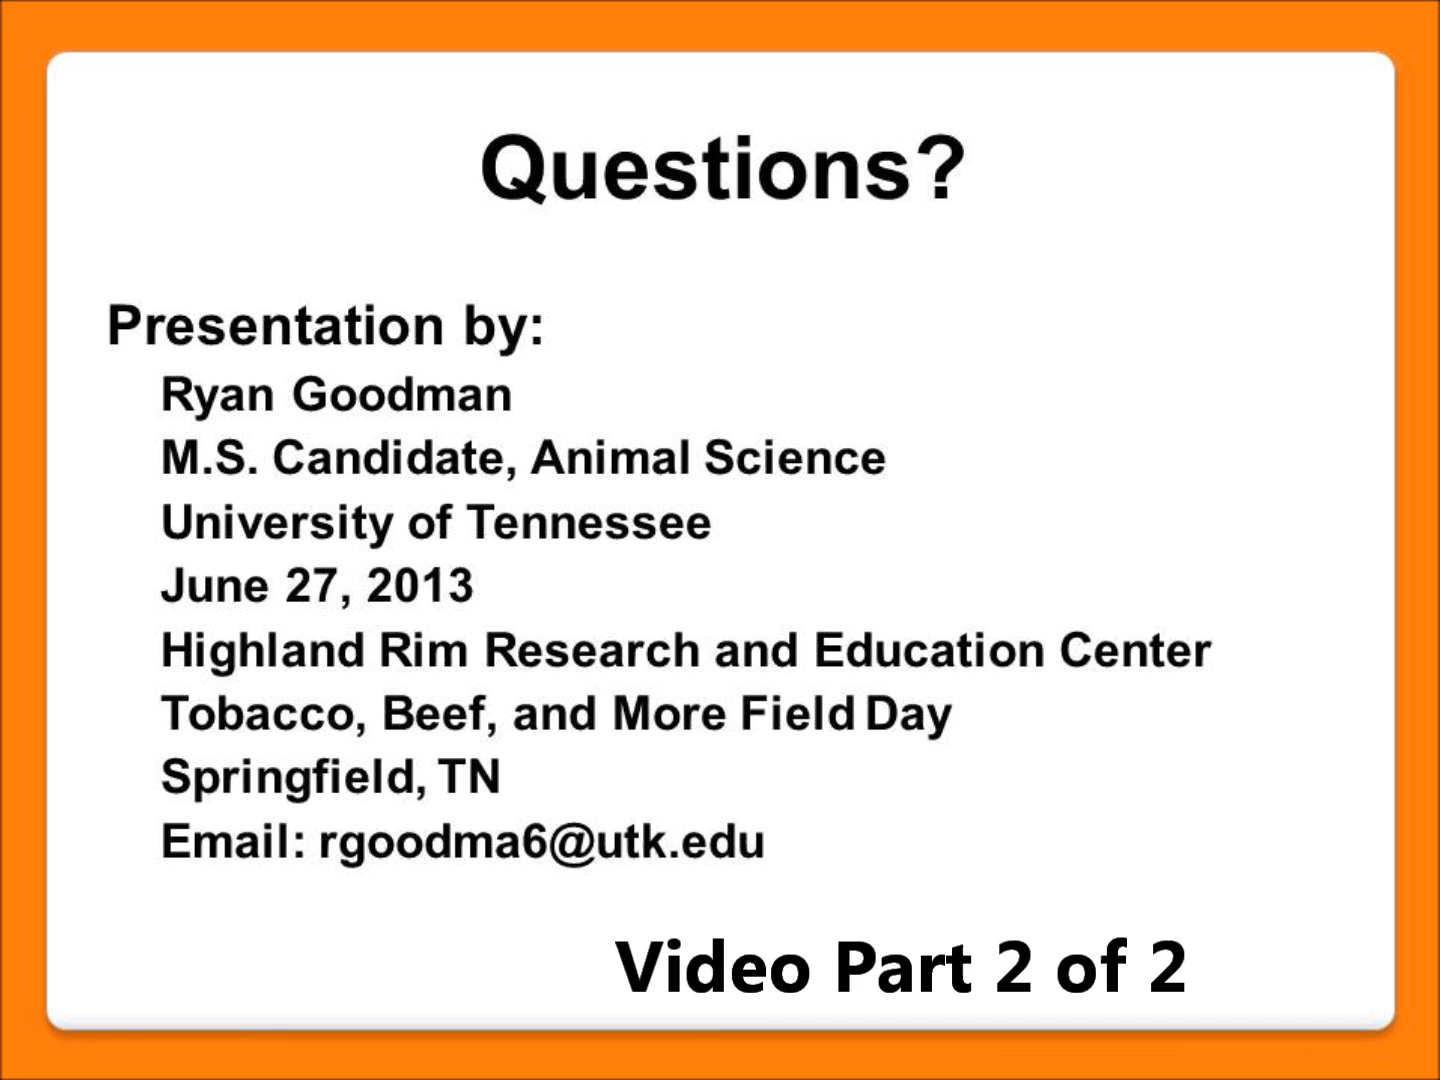 Questions?
Presentation by:
Ryan Goodman
M.S. Candidate, Animal Science
University of Tennessee
June 27, 2013
Highland Rim Research and Education Center
Tobacco, Beef, and More Field Day
Springfield, TN
Email: rgoodma6@utk.edu
Video Part 2 of 2